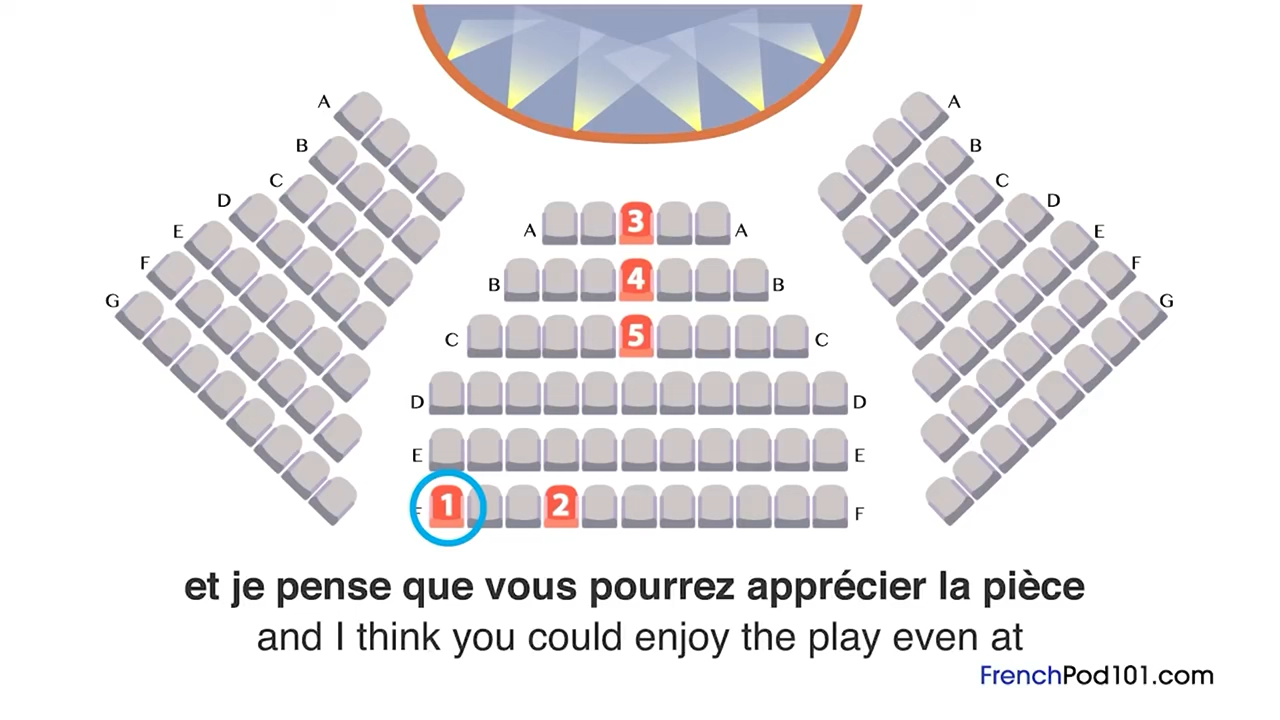 A A
B B
C C
D D
E E
F F
G G
A 3 A
B 4 B
C 5 C
D D
E E
F 1 2 F
et je pense que vous pourrez apprécier la pièce
and I think you could enjoy the play even at
FrenchPod101.com